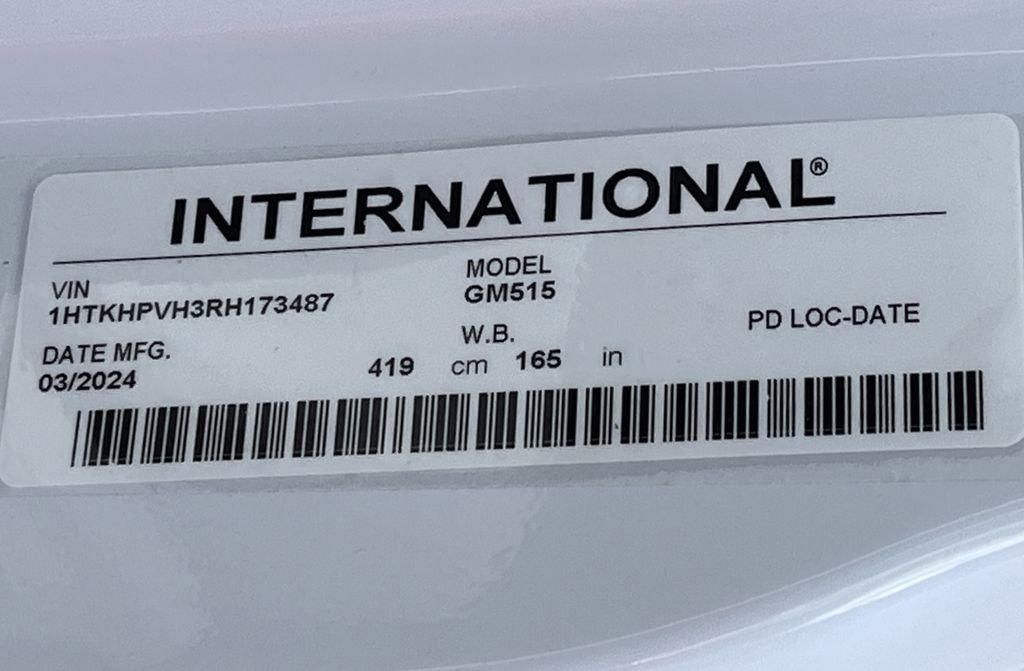 INTERNATIONAL®
VIN
1HTKHPVH3RH173487
MODEL
GM515
DATE MFG.
03/2024
W.B.
419 cm 165 in
PD LOC-DATE